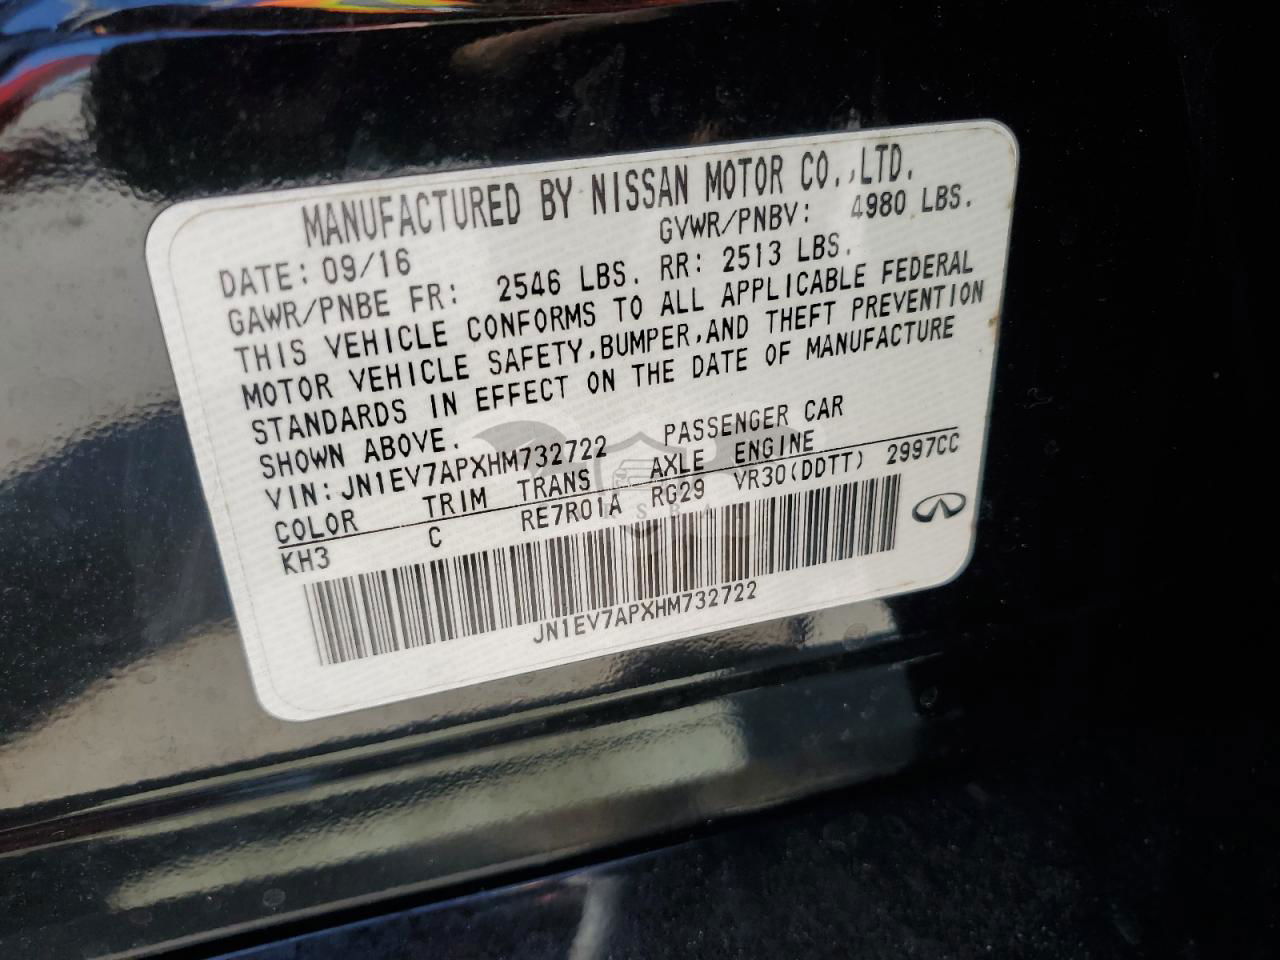 MANUFACTURED BY NISSAN MOTOR CO.,LTD.
DATE: 09/16 GVWR/PNBV: 4980 LBS.
GAWR/PNBE FR: 2546 LBS. RR: 2513 LBS.
THIS VEHICLE CONFORMS TO ALL APPLICABLE FEDERAL
MOTOR VEHICLE SAFETY,BUMPER,AND THEFT PREVENTION
STANDARDS IN EFFECT ON THE DATE OF MANUFACTURE
SHOWN ABOVE.
VIN: JN1EV7APXHM732722 PASSENGER CAR
COLOR TRIM TRANS AXLE ENGINE
KH3 C RE7R01A RG29 VR30(DDTT) 2997CC
JN1EV7APXHM732722